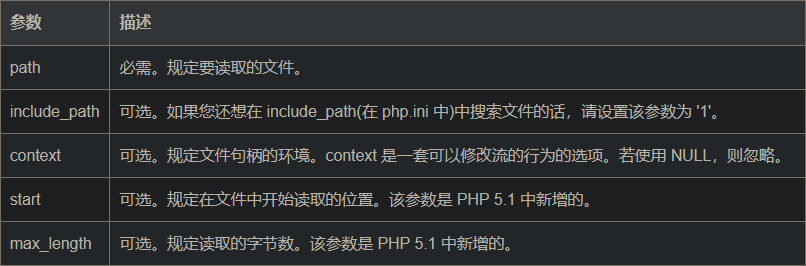 参数 描述
path 必需。规定要读取的文件。
include_path 可选。如果您还想在 include_path(在 php.ini 中)中搜索文件的话，请设置该参数为 '1'。
context 可选。规定文件句柄的环境。context 是一套可以修改流的行为的选项。若使用 NULL，则忽略。
start 可选。规定在文件中开始读取的位置。该参数是 PHP 5.1 中新增的。
max_length 可选。规定读取的字节数。该参数是 PHP 5.1 中新增的。